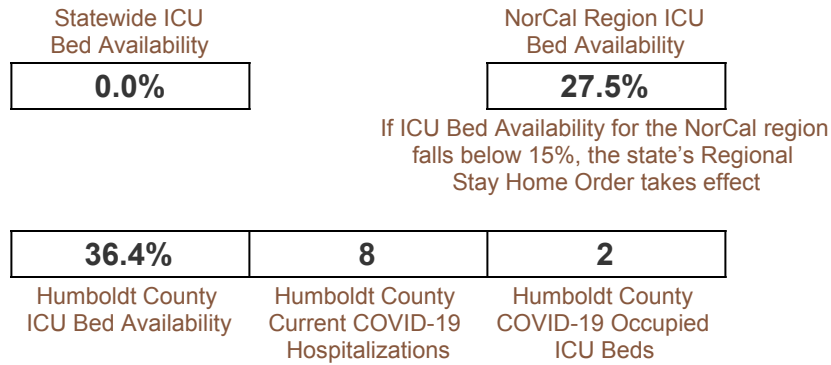 Statewide ICU
Bed Availability
0.0%
NorCal Region ICU
Bed Availability
27.5%
If ICU Bed Availability for the NorCal region
falls below 15%, the state’s Regional
Stay Home Order takes effect
36.4%
Humboldt County
ICU Bed Availability
8
Humboldt County
Current COVID-19
Hospitalizations
2
Humboldt County
COVID-19 Occupied
ICU Beds